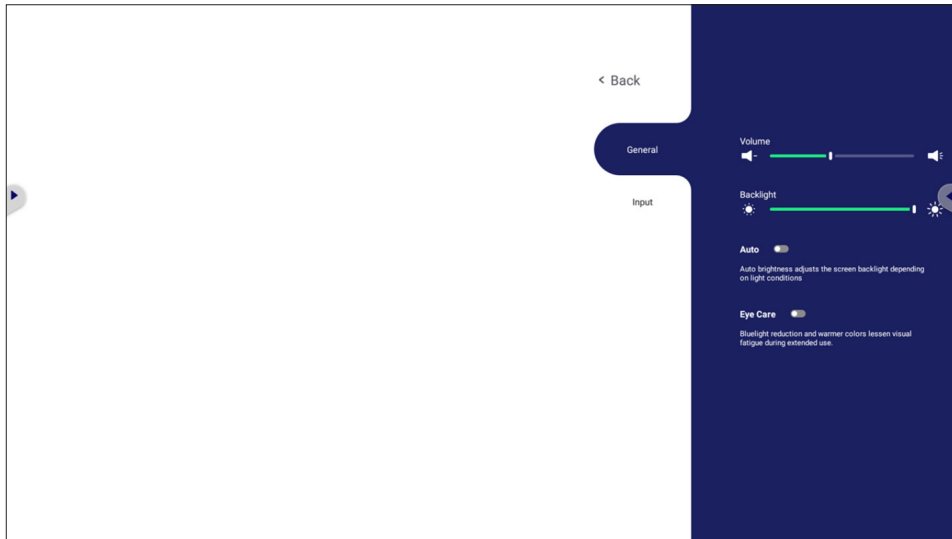 Back
General
Input
Volume
Backlight
Auto
Auto brightness adjusts the screen backlight depending
on light conditions
Eye Care
Bluelight reduction and warmer colors lessen visual
fatigue during extended use.